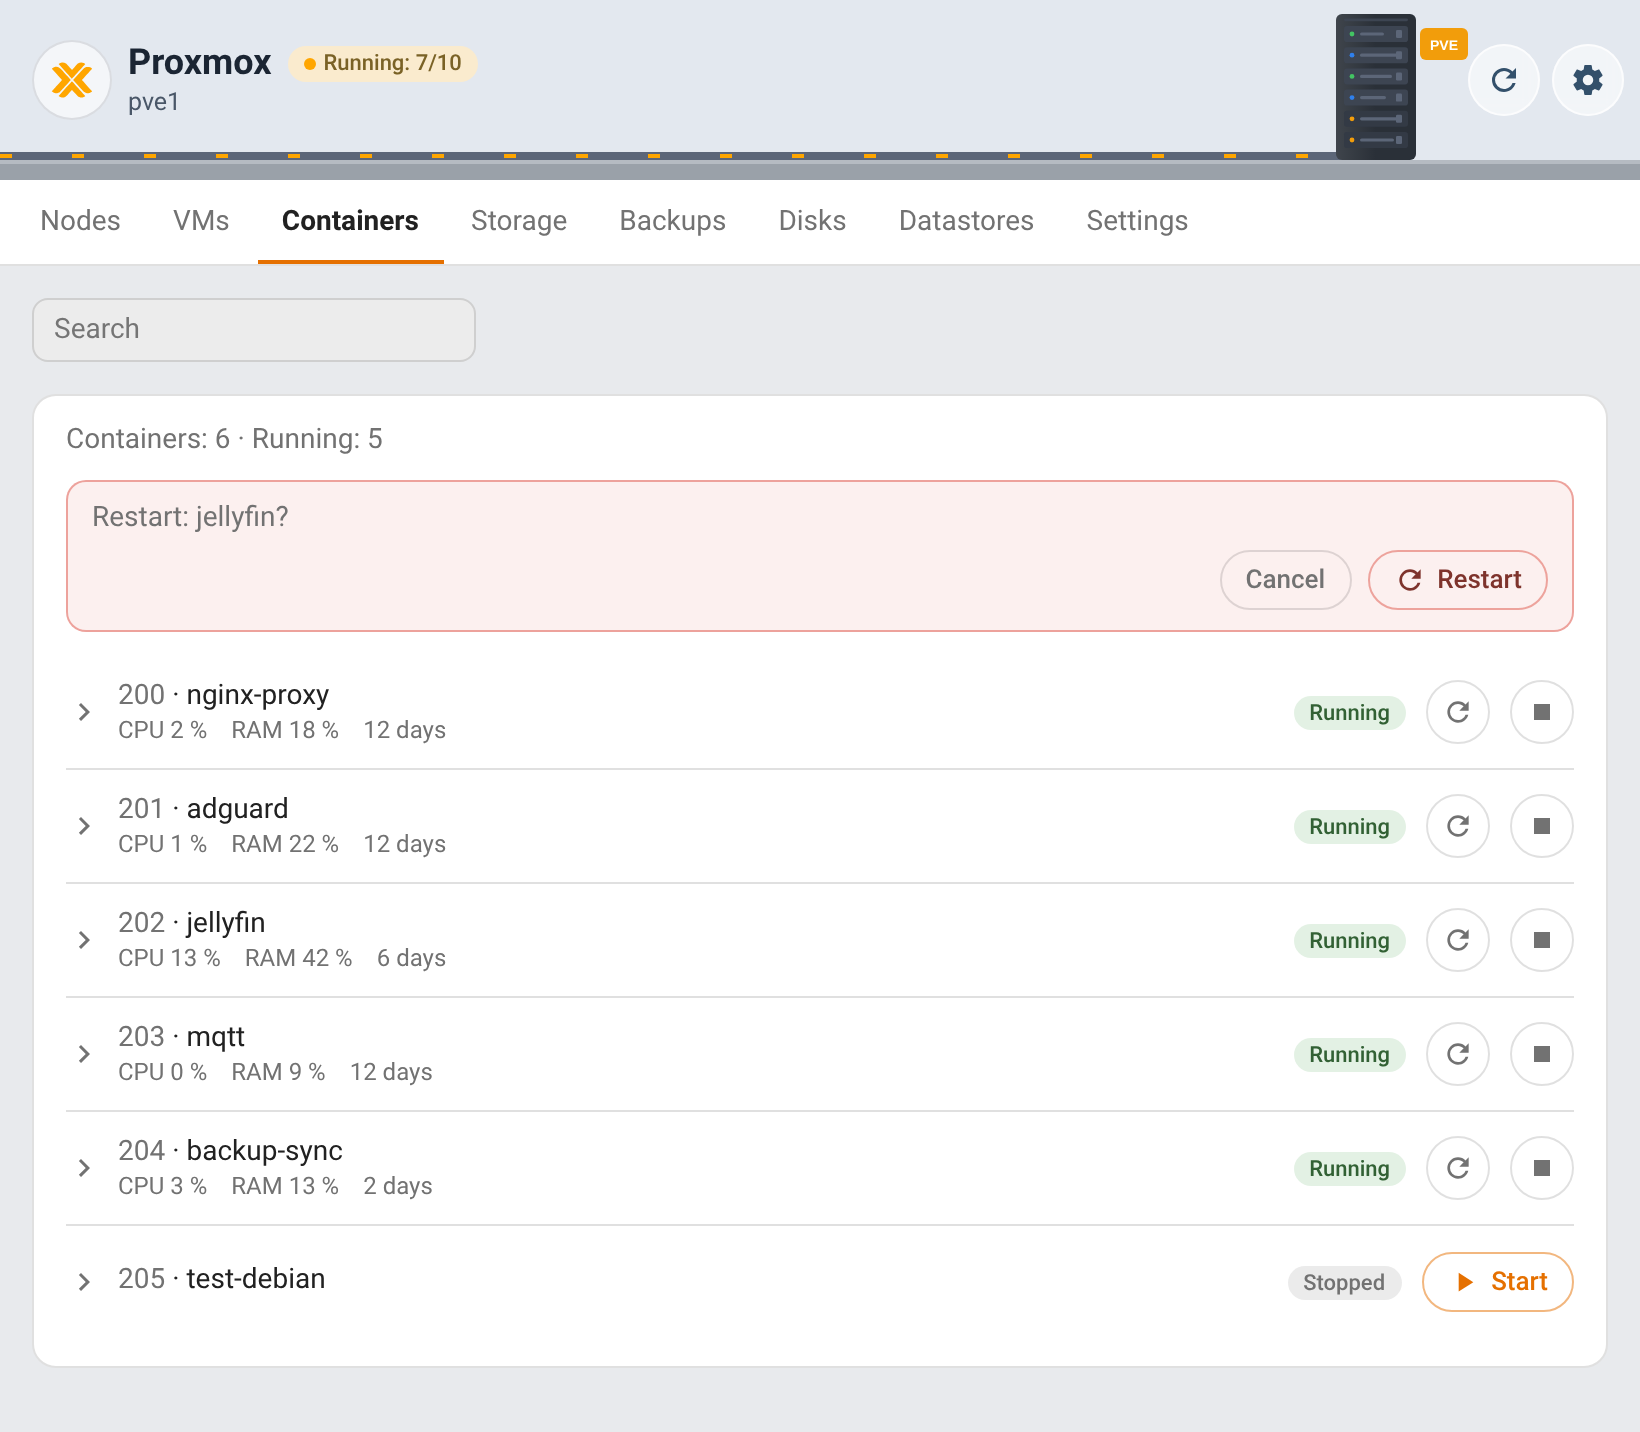 Proxmox
Running: 7/10
pve1
PVE
Nodes VMs Containers Storage Backups Disks Datastores Settings
Search
Containers: 6 · Running: 5
Restart: jellyfin?
Cancel Restart
200 · nginx-proxy
CPU 2 % RAM 18 % 12 days
Running
201 · adguard
CPU 1 % RAM 22 % 12 days
Running
202 · jellyfin
CPU 13 % RAM 42 % 6 days
Running
203 · mqtt
CPU 0 % RAM 9 % 12 days
Running
204 · backup-sync
CPU 3 % RAM 13 % 2 days
Running
205 · test-debian
Stopped
Start